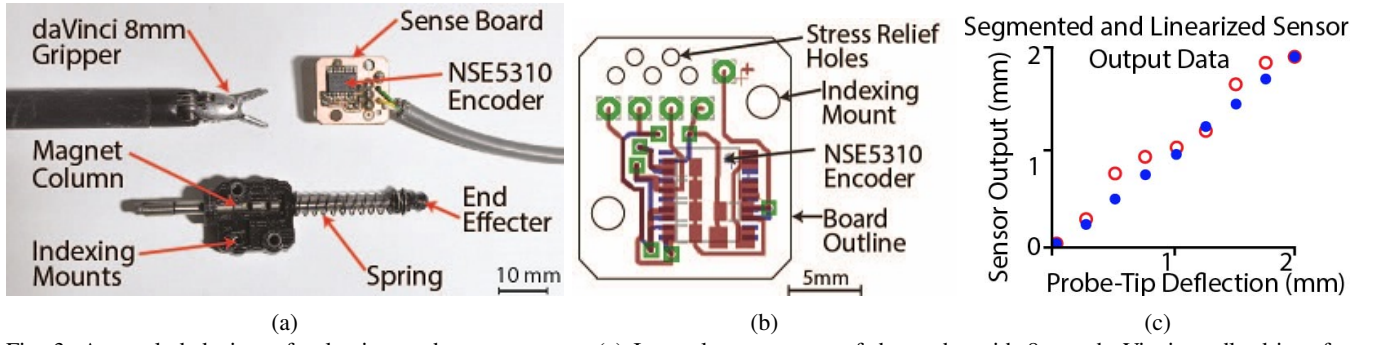 daVinci 8mm
Gripper
Sense Board
NSE5310
Encoder
Magnet
Column
Indexing
Mounts
Spring
End
Effecter
10 mm
(a)
Stress Relief
Holes
Indexing
Mount
NSE5310
Encoder
Board
Outline
5mm
(b)
Segmented and Linearized Sensor
Output Data
Sensor Output (mm)
2
1
0
1
2
Probe-Tip Deflection (mm)
(c)